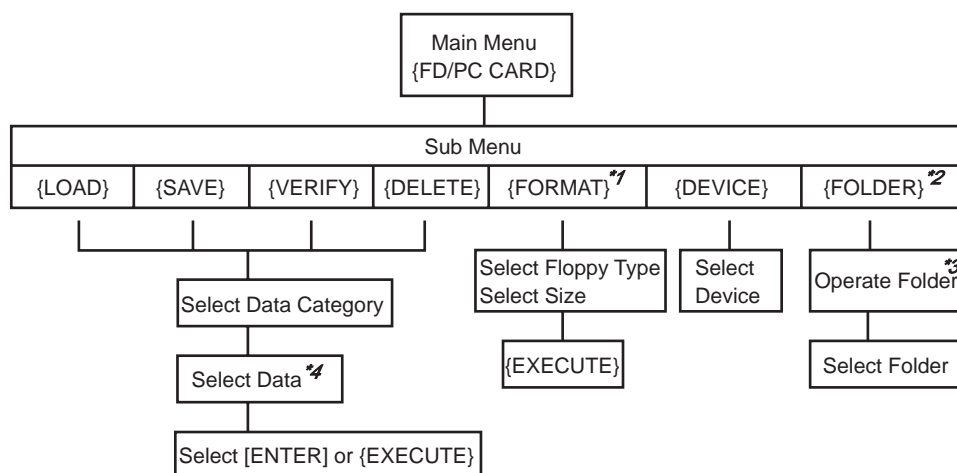 Main Menu
{FD/PC CARD}
Sub Menu
{LOAD} {SAVE} {VERIFY} {DELETE} {FORMAT}*1 {DEVICE} {FOLDER}*2
Select Floppy Type
Select Size
Select
Device
Operate Folder*3
Select Data Category
{EXECUTE}
Select Folder
Select Data*4
Select [ENTER] or {EXECUTE}